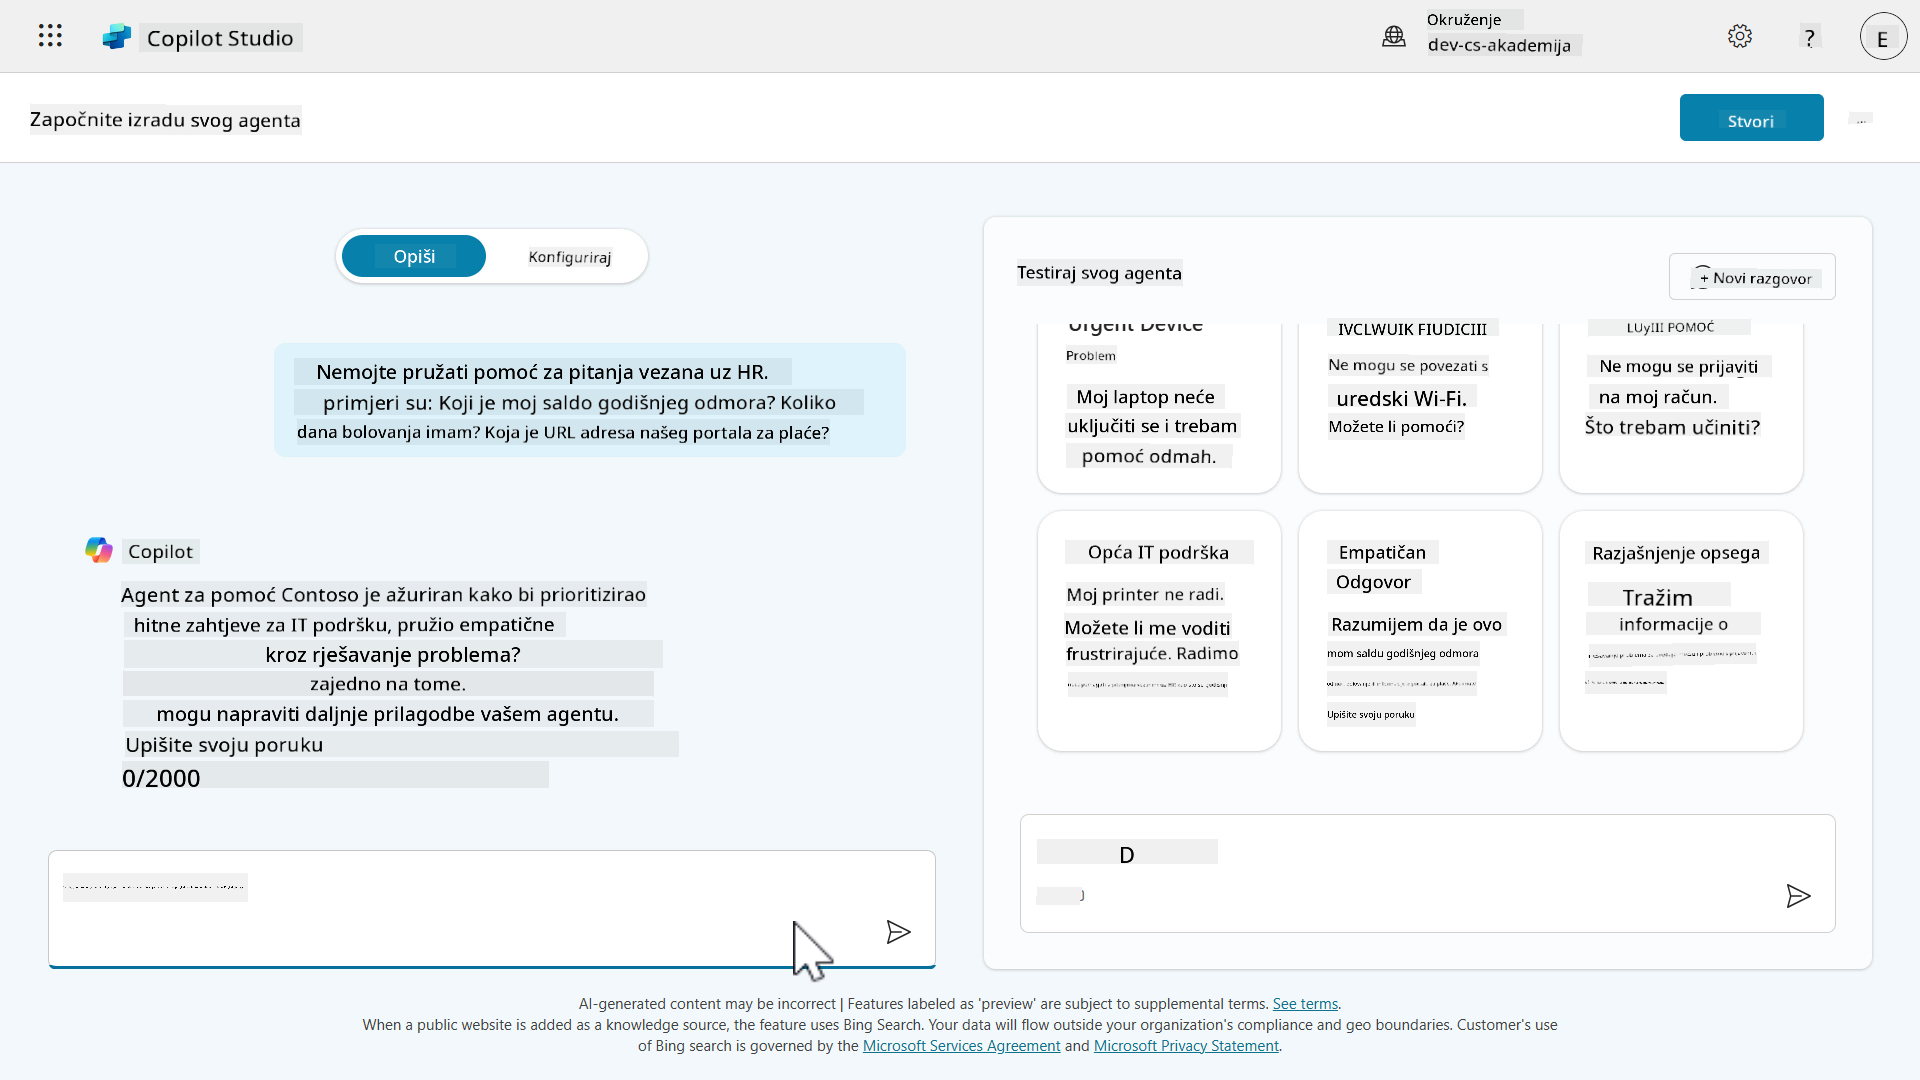 Copilot Studio
Okruženje
dev-cs-akademija
?
E
Započnite izradu svog agenta
Stvori
Opiši
Konfiguriraj
Nemojte pružati pomoć za pitanja vezana uz HR.
primjeri su: Koji je moj saldo godišnjeg odmora? Koliko
dana bolovanja imam? Koja je URL adresa našeg portala za plaće?
Copilot
Agent za pomoć Contoso je ažuriran kako bi prioritizirao
hitne zahtjeve za IT podršku, pružio empatične
kroz rješavanje problema?
zajedno na tome.
mogu napraviti daljnje prilagodbe vašem agentu.
Upišite svoju poruku
0/2000
Testiraj svog agenta
+ Novi razgovor
Urgent Device
Problem
Moj laptop neće
uključiti se i trebam
pomoć odmah.
Ne mogu se povezati s
uredski Wi-Fi.
Možete li pomoći?
POMOĆ
Ne mogu se prijaviti
na moj račun.
Što trebam učiniti?
Opća IT podrška
Moj printer ne radi.
Možete li me voditi
frustrirajuće. Radimo
Empatičan
Odgovor
Razumijem da je ovo
mom saldu godišnjeg odmora
Upišite svoju poruku
Razjašnjenje opsega
Tražim
informacije o
D
AI-generated content may be incorrect | Features labeled as 'preview' are subject to supplemental terms. See terms.
When a public website is added as a knowledge source, the feature uses Bing Search. Your data will flow outside your organization's compliance and geo boundaries. Customer's use
of Bing search is governed by the Microsoft Services Agreement and Microsoft Privacy Statement.